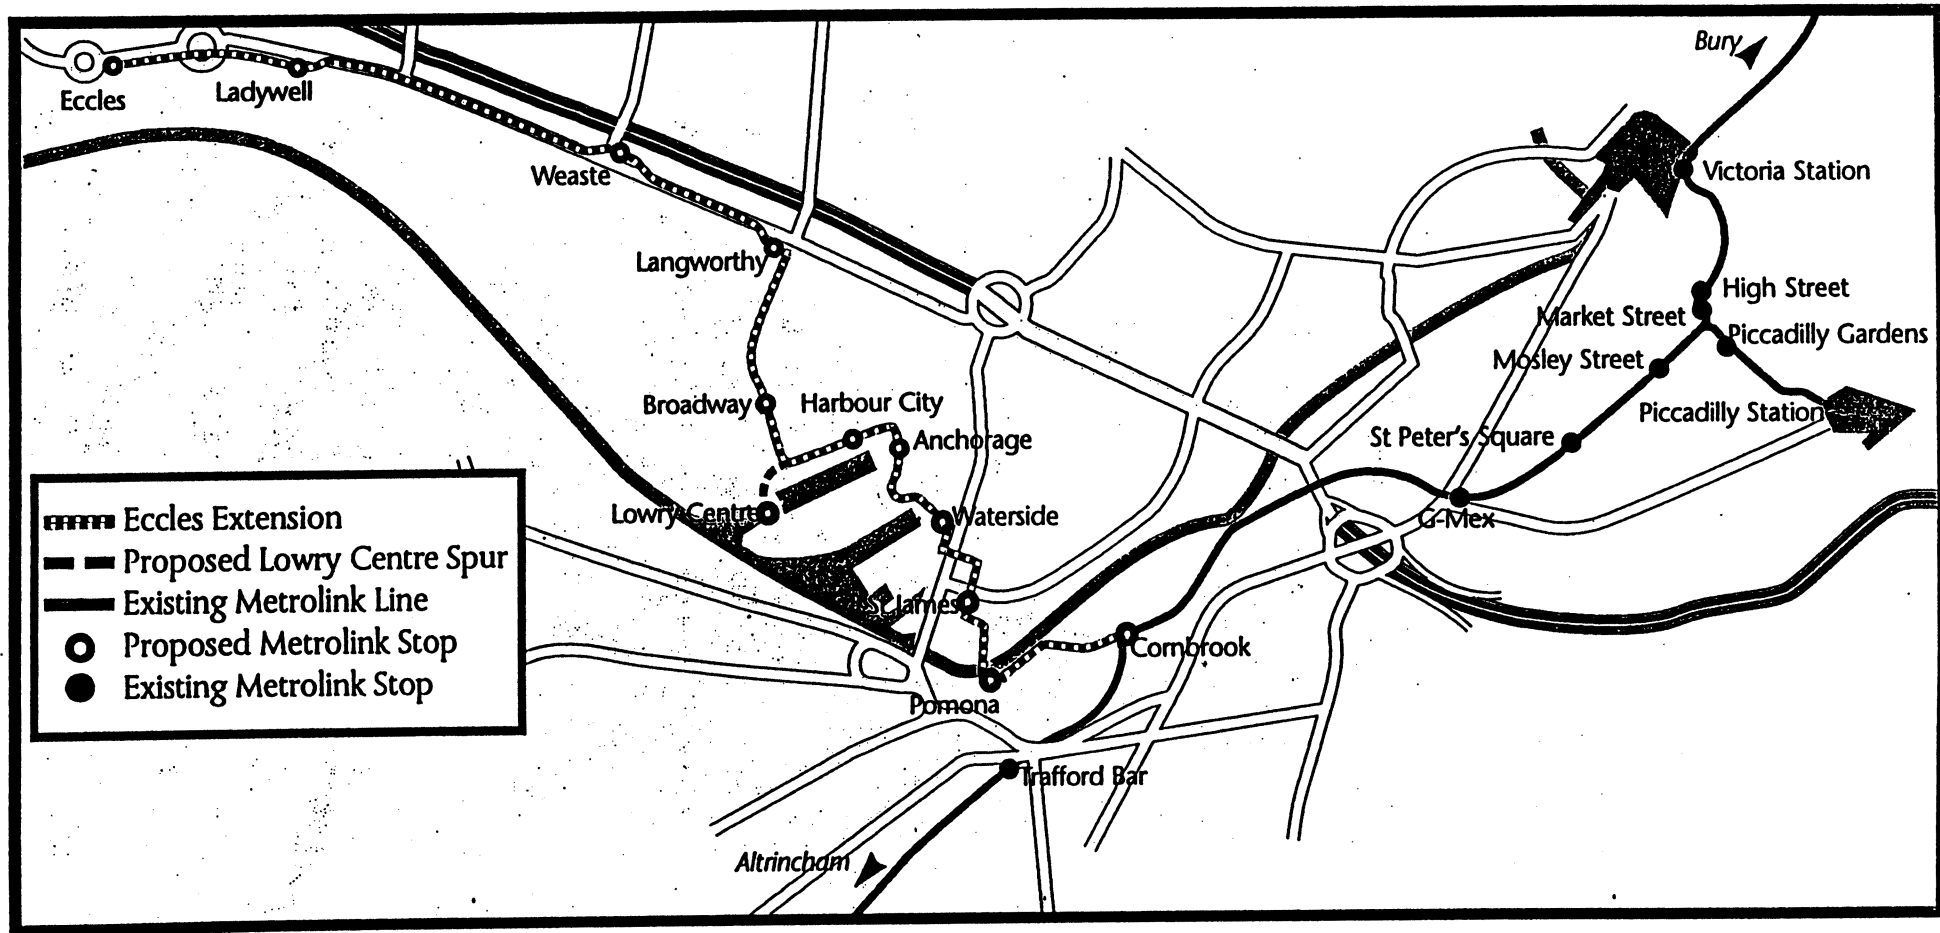 Bury
Eccles
Ladywell
Weaste
Victoria Station
Langworthy
High Street
Market Street
Piccadilly Gardens
Mosley Street
Broadway
Harbour City
Piccadilly Station
Anchorage
St Peter's Square
Lowry Centre
Waterside
G-Mex
Eccles Extension
Proposed Lowry Centre Spur
Existing Metrolink Line
Proposed Metrolink Stop
Existing Metrolink Stop
St James
Cornbrook
Pomona
Trafford Bar
Altrincham